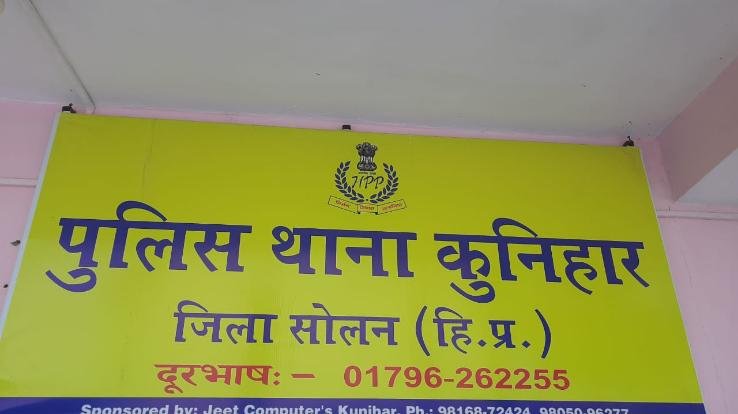 HPP
पुलिस थाना कुनिहार
जिला सोलन (हि.प्र.)
दूरभाषः – 01796-262255
Sponsored by: Jeet Computer's Kunihar, Ph.: 98168-72424, 98050-96277